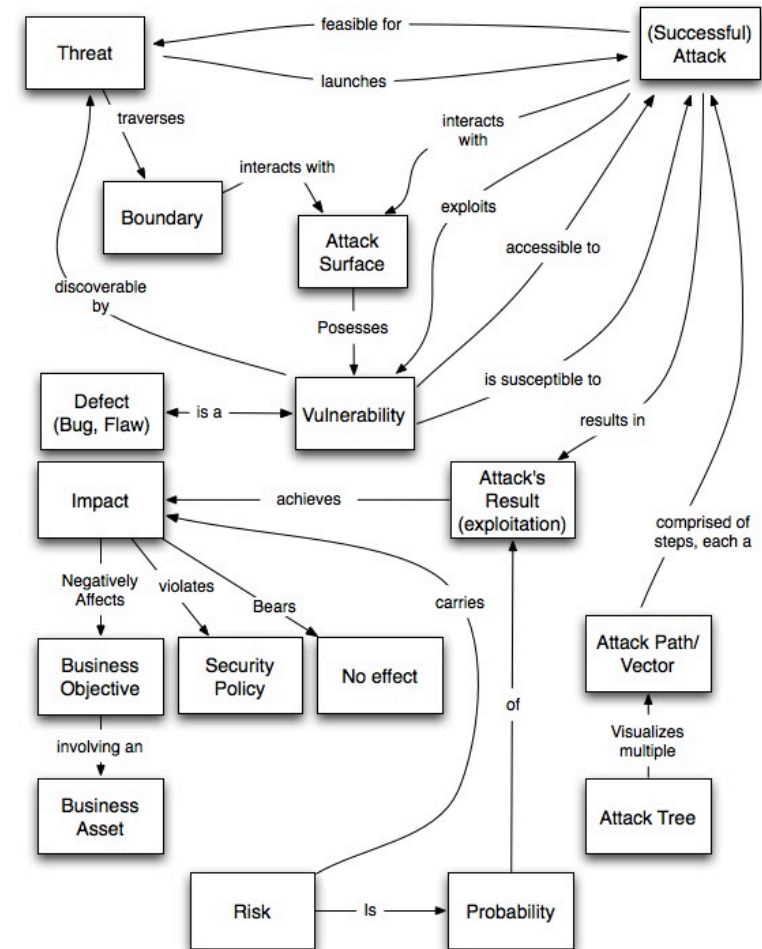 feasible for
(Successful)
Attack
Threat
launches
traverses
interacts
with
interacts with
Boundary
exploits
Attack
Surface
accessible to
discoverable
by
Posesses
is susceptible to
Defect
(Bug, Flaw)
is a
Vulnerability
results in
Impact
achieves
Attack's
Result
(exploitation)
comprised of
steps, each a
Negatively
Affects
violates
Bears
carries
Business
Objective
Security
Policy
No effect
Attack Path/
Vector
of
involving an
Visualizes
multiple
Business
Asset
Attack Tree
Risk
Is
Probability